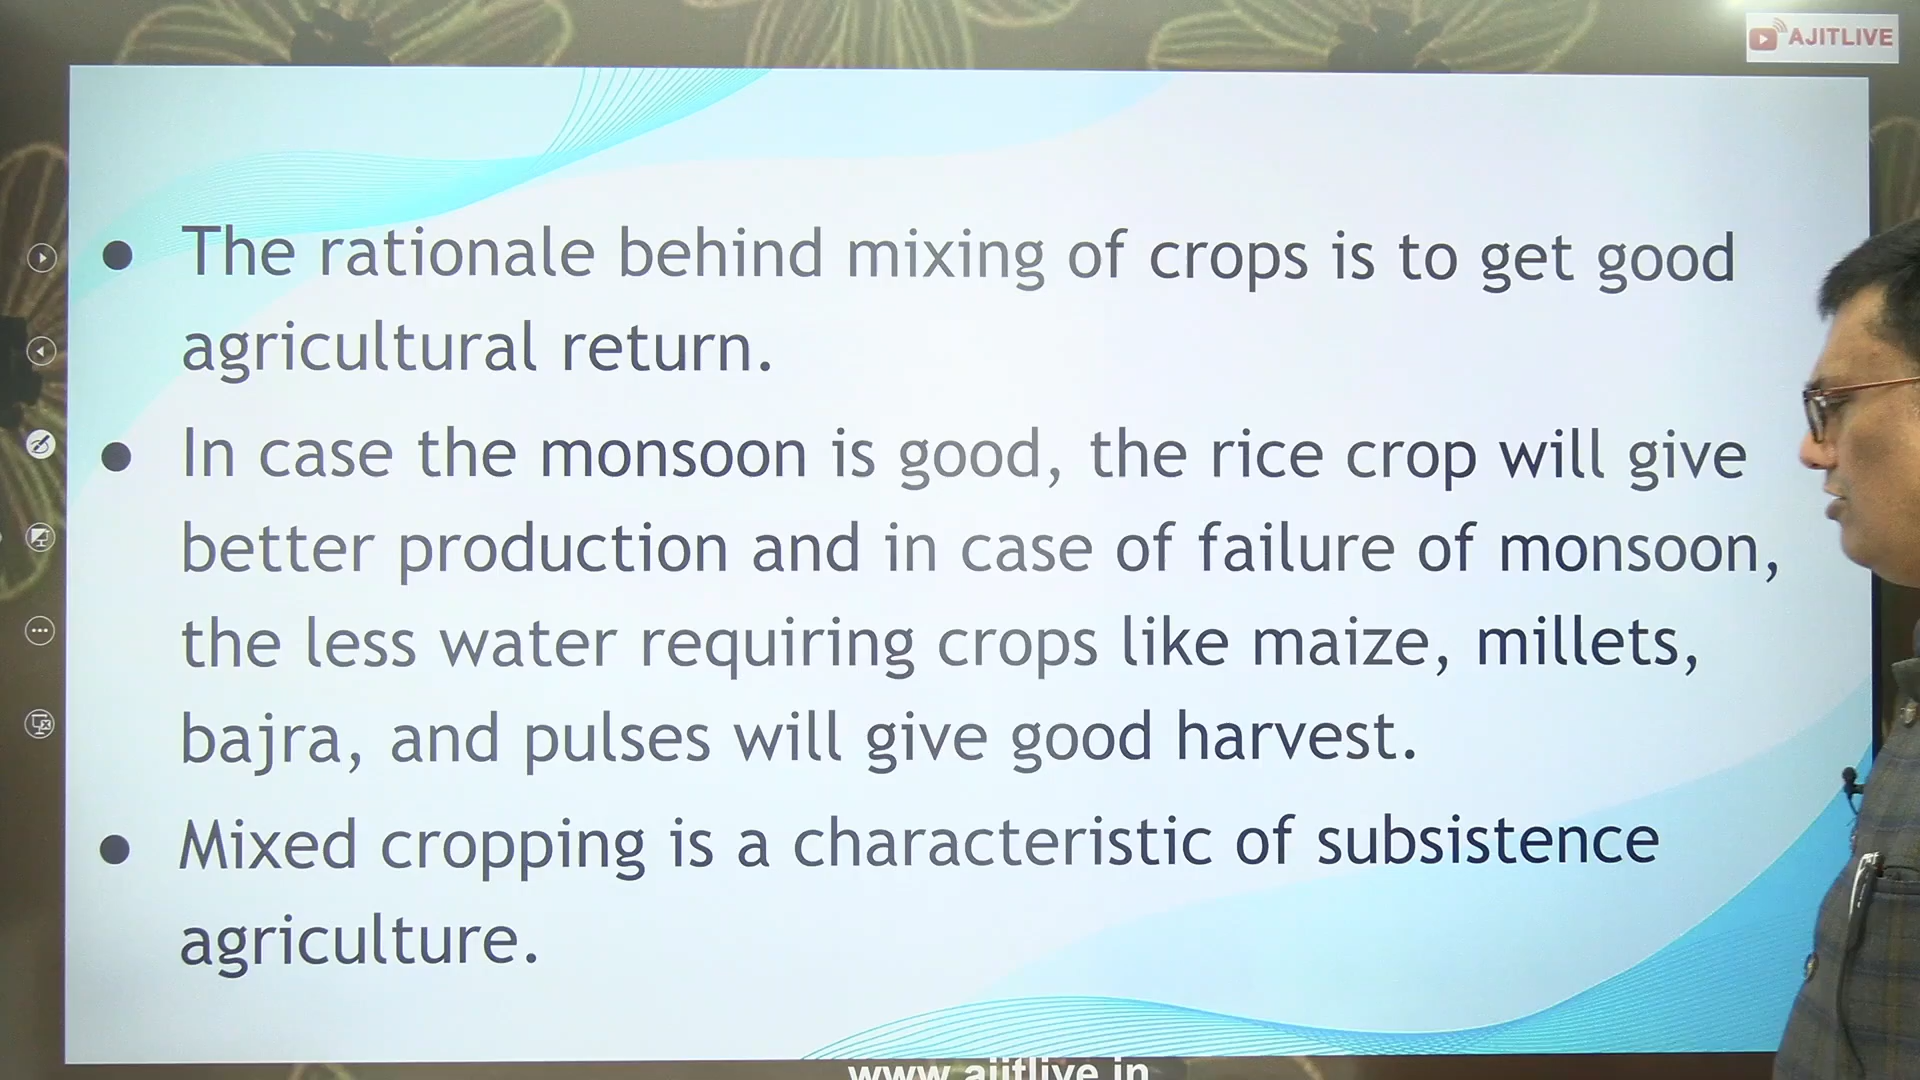 AJITLIVE
● The rationale behind mixing of crops is to get good
agricultural return.
● In case the monsoon is good, the rice crop will give
better production and in case of failure of monsoon,
the less water requiring crops like maize, millets,
bajra, and pulses will give good harvest.
● Mixed cropping is a characteristic of subsistence
agriculture.
www.ajitlive.in